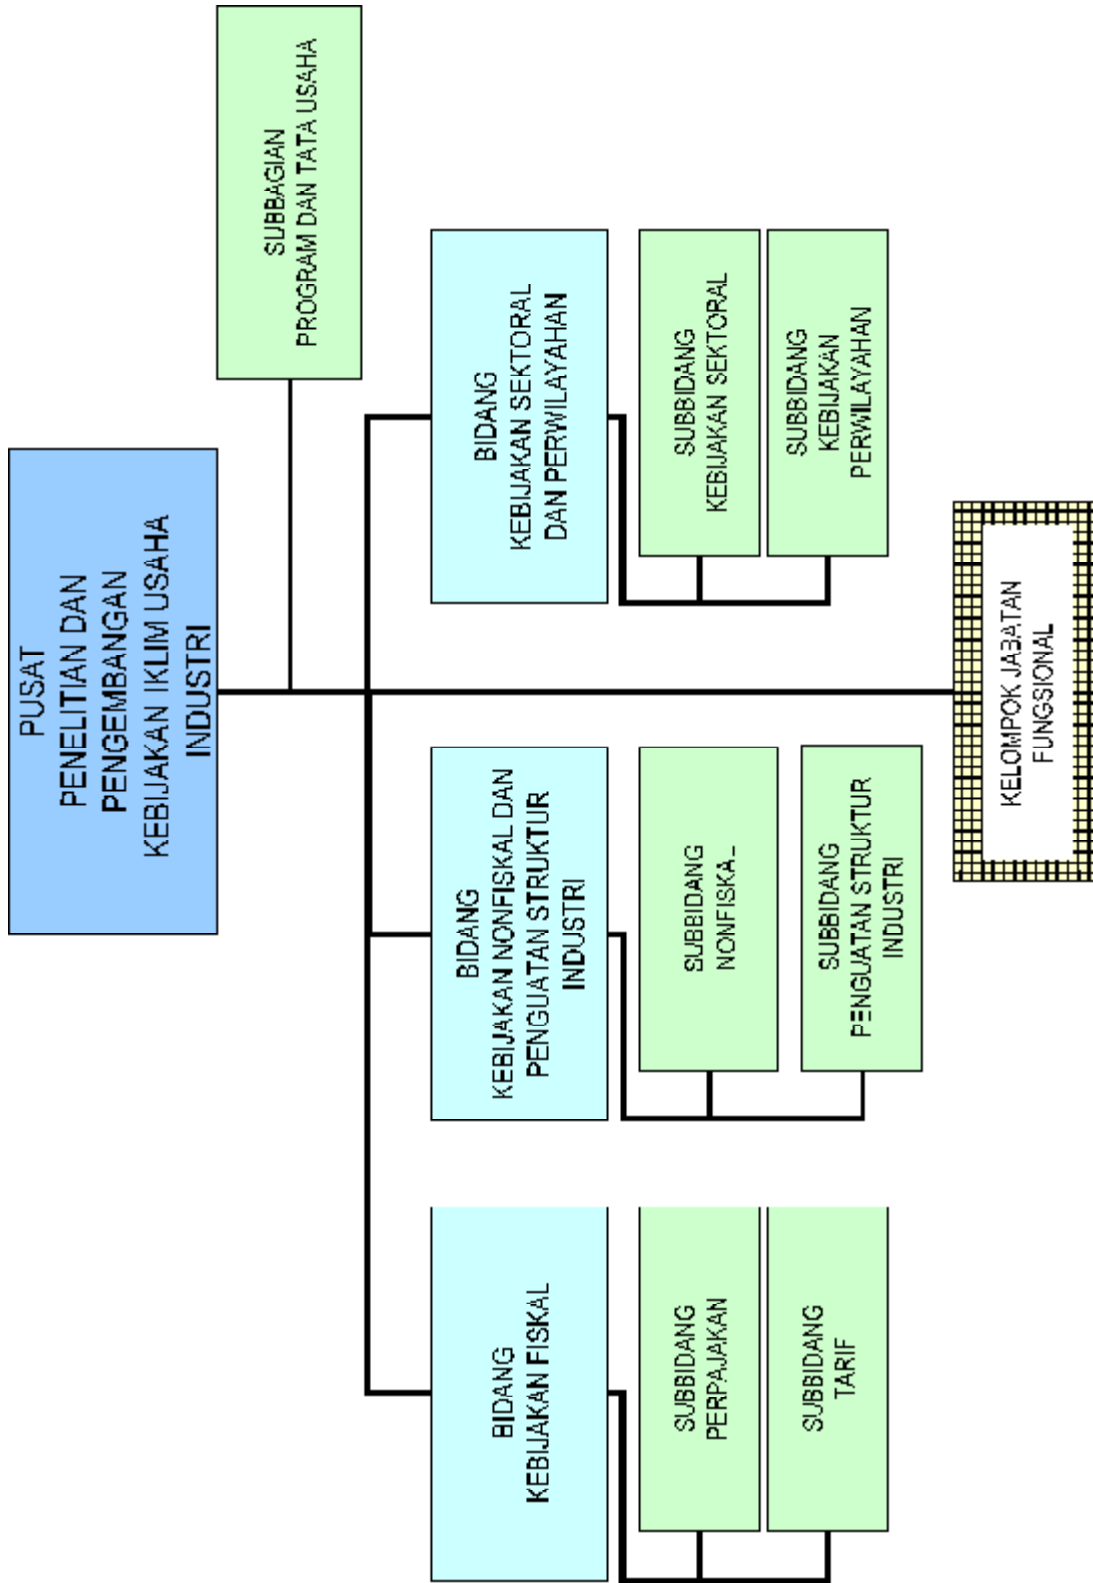 PUSAT
PENELITIAN DAN
PENGEMBANGAN
KEBIJAKAN IKLIM USAHA
INDUSTRI
SUBBAGIAN
PROGRAM DAN TATA USAHA
BIDANG
KEBIJAKAN FISKAL
BIDANG
KEBIJAKAN NONFISKAL DAN
PENGUATAN STRUKTUR
INDUSTRI
BIDANG
KEBIJAKAN SEKTORAL
DAN PERWILAYAHAN
SUBBIDANG
PERPAJAKAN
SUBBIDANG
TARIF
SUBBIDANG
NONFISKAL
SUBBIDANG
PENGUATAN STRUKTUR
INDUSTRI
SUBBIDANG
KEBIJAKAN SEKTORAL
SUBBIDANG
KEBIJAKAN
PERWILAYAHAN
KELOMPOK JABATAN
FUNGSIONAL